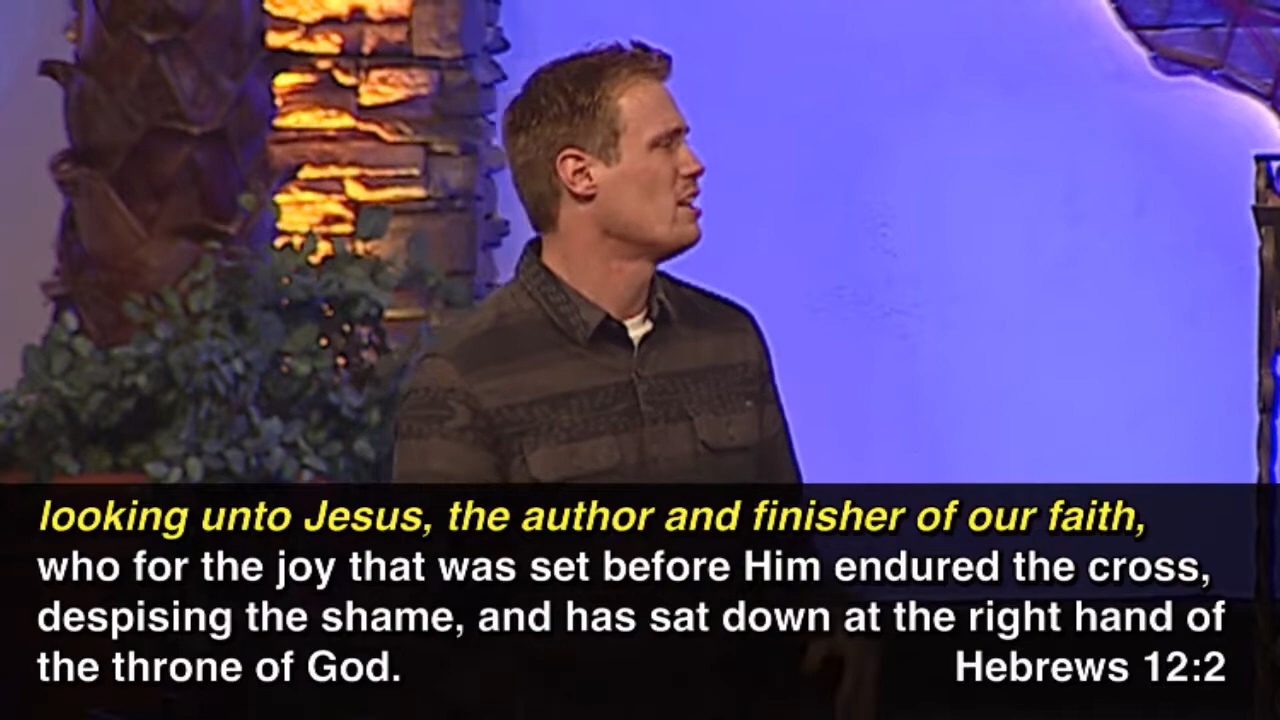 looking unto Jesus, the author and finisher of our faith,
who for the joy that was set before Him endured the cross,
despising the shame, and has sat down at the right hand of
the throne of God.
Hebrews 12:2